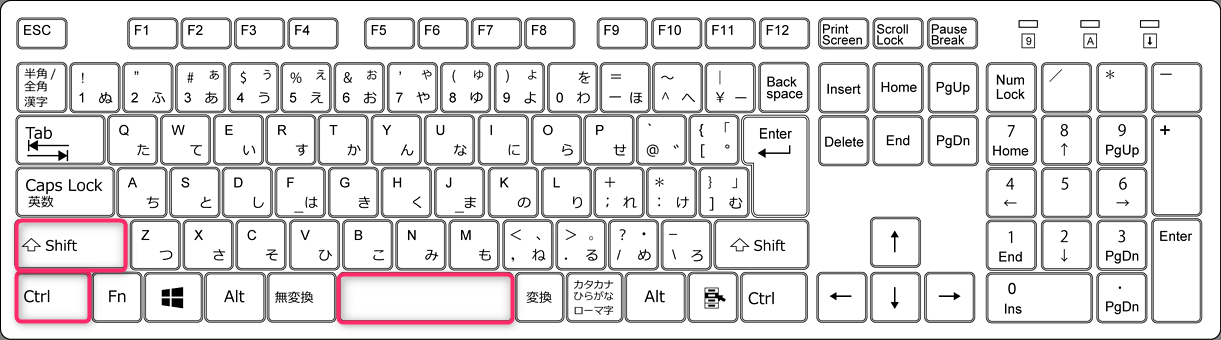 ESC F1 F2 F3 F4 F5 F6 F7 F8 F9 F10 F11 F12 Print Scroll Pause
Screen Lock Break 9 A ↓
半角/ ! " # ぁ $ ぅ % ぇ & ぉ ' ゃ ( ゅ ) ょ を = ~ | Back Insert Home PgUp Num / * -
全角 1 ぬ 2 ふ 3 あ 4 う 5 え 6 お 7 や 8 ゆ 9 よ 0 わ - ほ ^ へ ¥ ー space Lock
漢字
Tab Q W E R T Y U I O P ` { 「 Enter Delete End PgDn 7 8 9 +
た て い す か ん な に ら せ @ ゛ [ ° Home ↑ PgUp
Caps Lock A S D F G H J K L + * } 」 4 5 6
英数 ち と し _は き く _ま の り ; れ : け ] む ← →
Shift Z X C V B N M < 、 > 。 ? ・ _ Shift ↑ 1 2 3 Enter
つ さ そ ひ こ み も , ね . る / め \ ろ End ↓ PgDn
Ctrl Fn Alt 無変換 変換 カタカナ Alt Ctrl ← ↓ → 0 .
ひらがな Ins PgDn
ローマ字